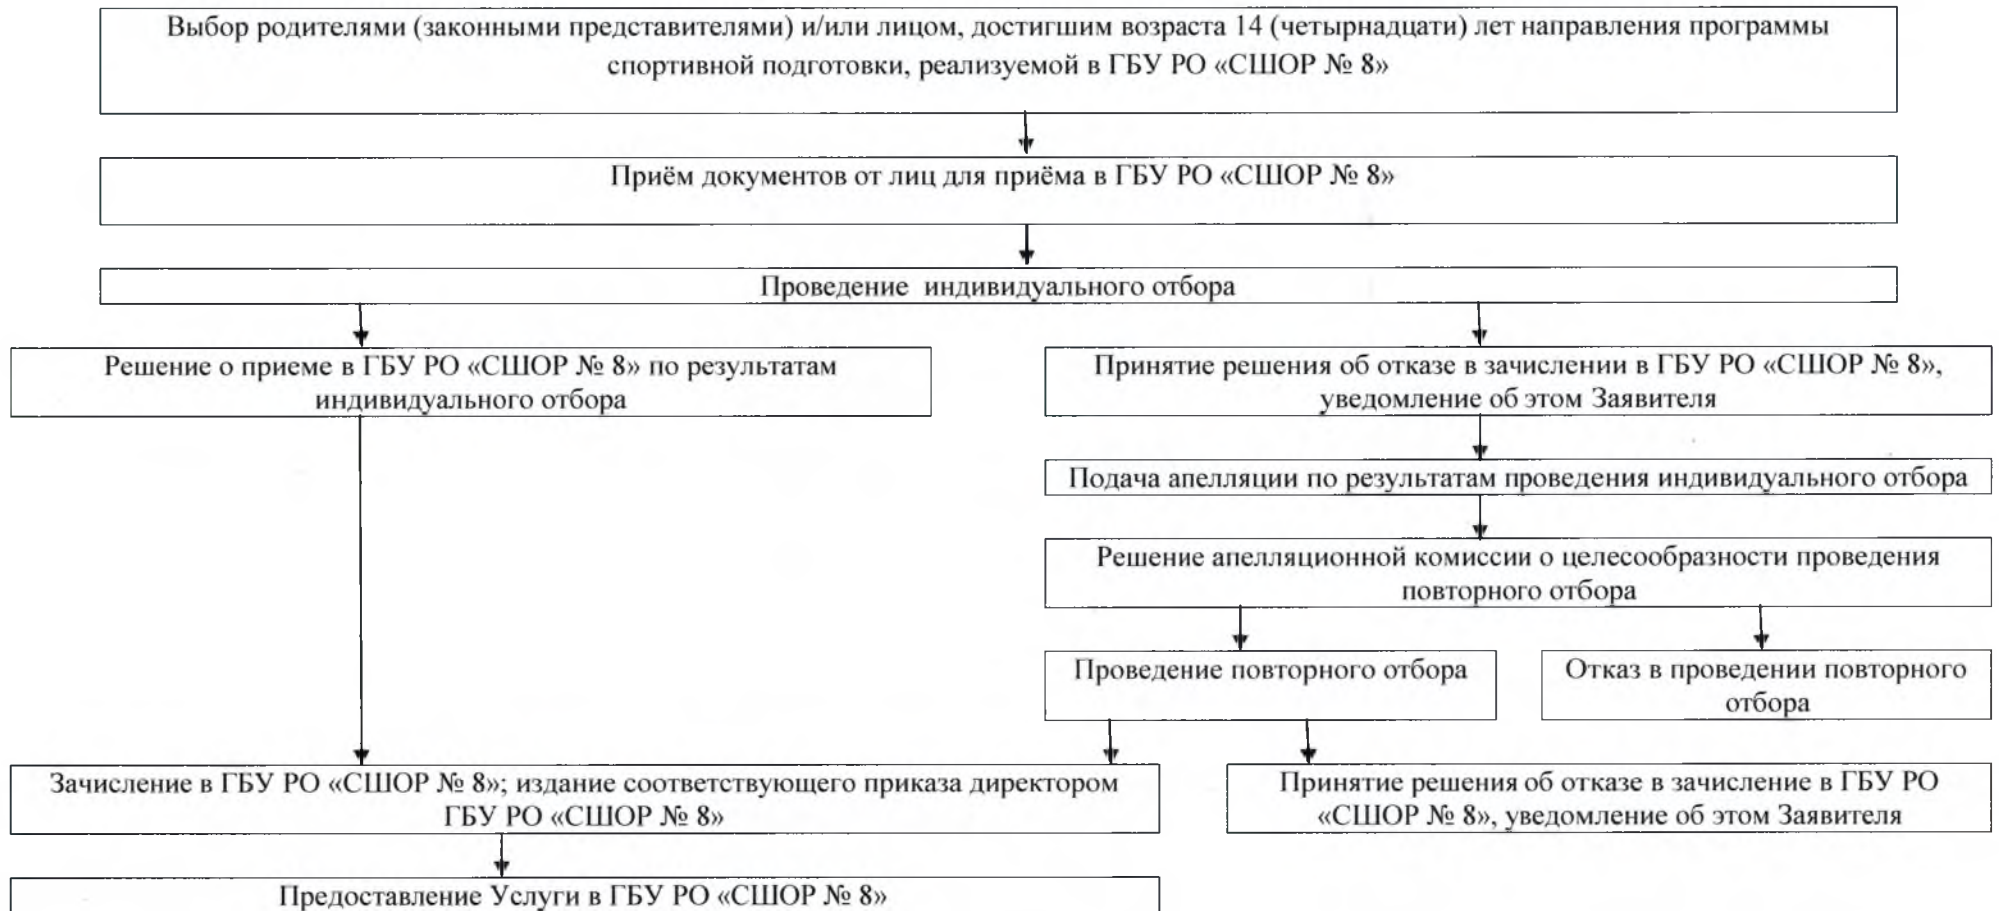 Выбор родителями (законными представителями) и/или лицом, достигшим возраста 14 (четырнадцати) лет направления программы
спортивной подготовки, реализуемой в ГБУ РО «СШОР № 8»
Приём документов от лиц для приёма в ГБУ РО «СШОР № 8»
Проведение индивидуального отбора
Решение о приеме в ГБУ РО «СШОР № 8» по результатам
индивидуального отбора
Принятие решения об отказе в зачислении в ГБУ РО «СШОР № 8»,
уведомление об этом Заявителя
Подача апелляции по результатам проведения индивидуального отбора
Решение апелляционной комиссии о целесообразности проведения
повторного отбора
Проведение повторного отбора
Отказ в проведении повторного
отбора
Зачисление в ГБУ РО «СШОР № 8»; издание соответствующего приказа директором
ГБУ РО «СШОР № 8»
Принятие решения об отказе в зачисление в ГБУ РО
«СШОР № 8», уведомление об этом Заявителя
Предоставление Услуги в ГБУ РО «СШОР № 8»